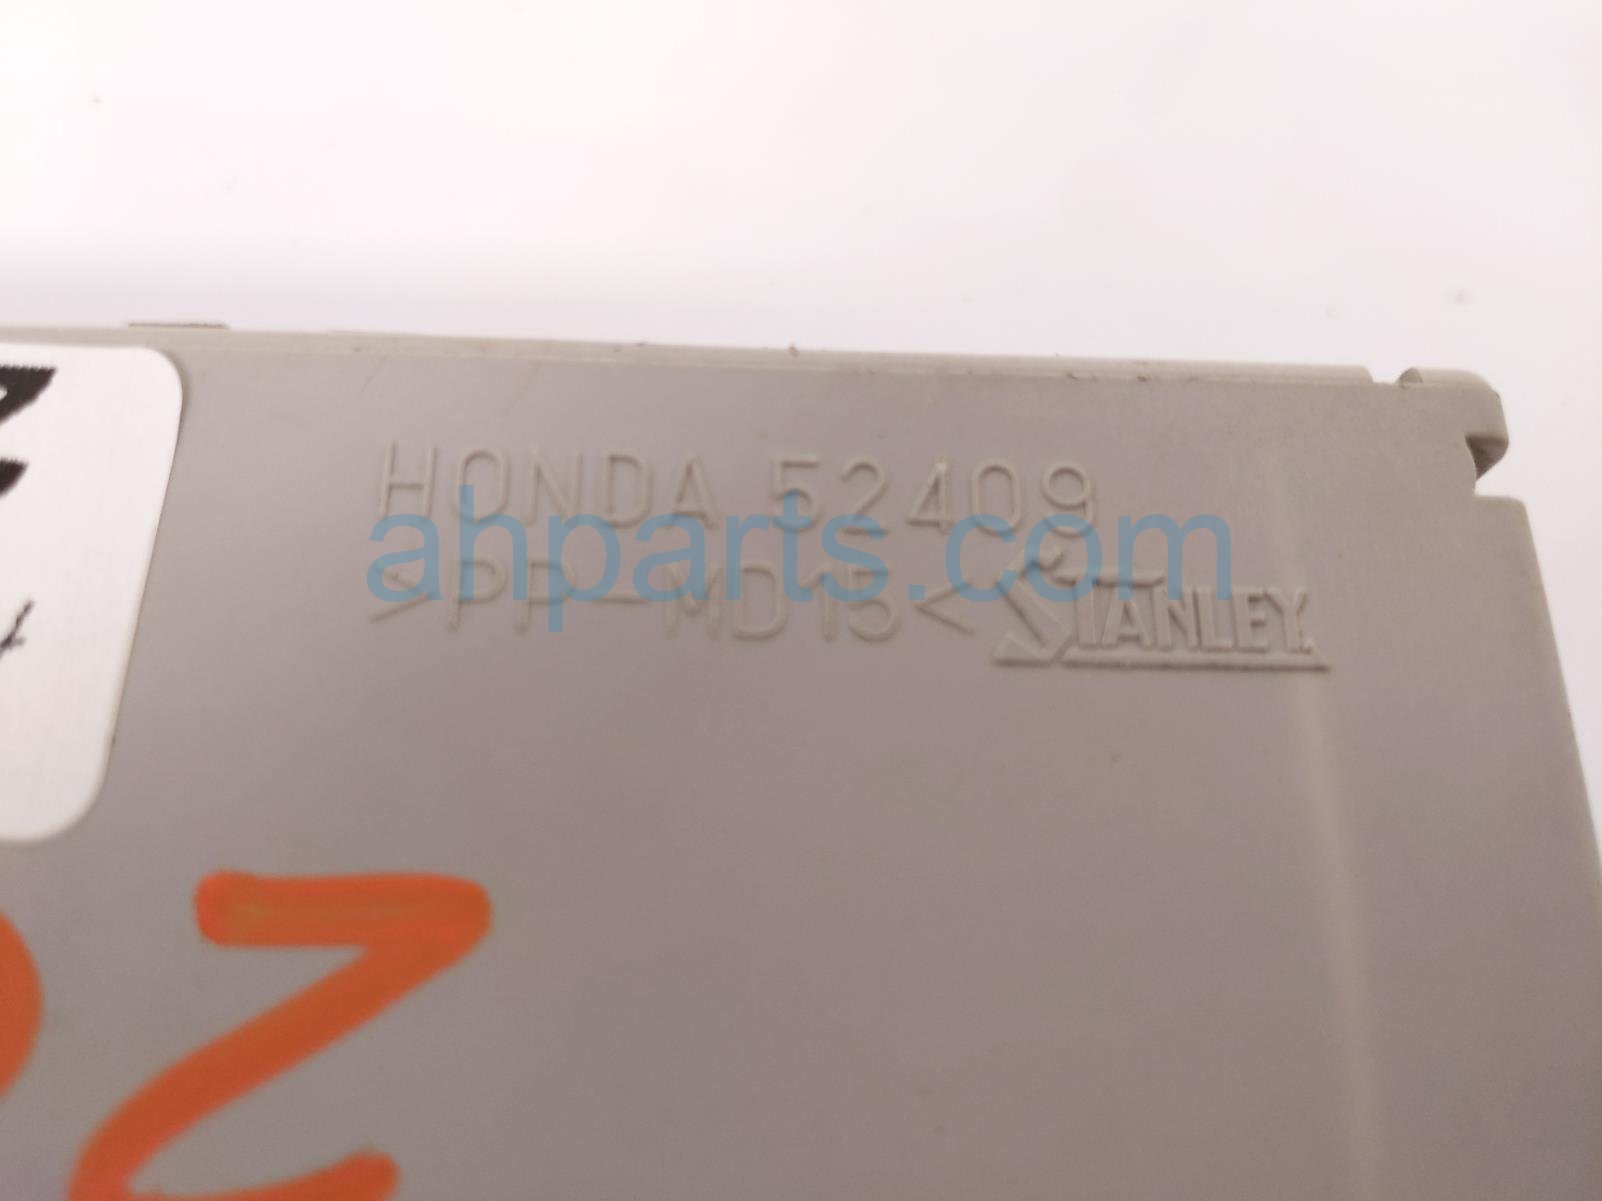 HONDA 52409
>PP-MD15< STANLEY
ahparts.com